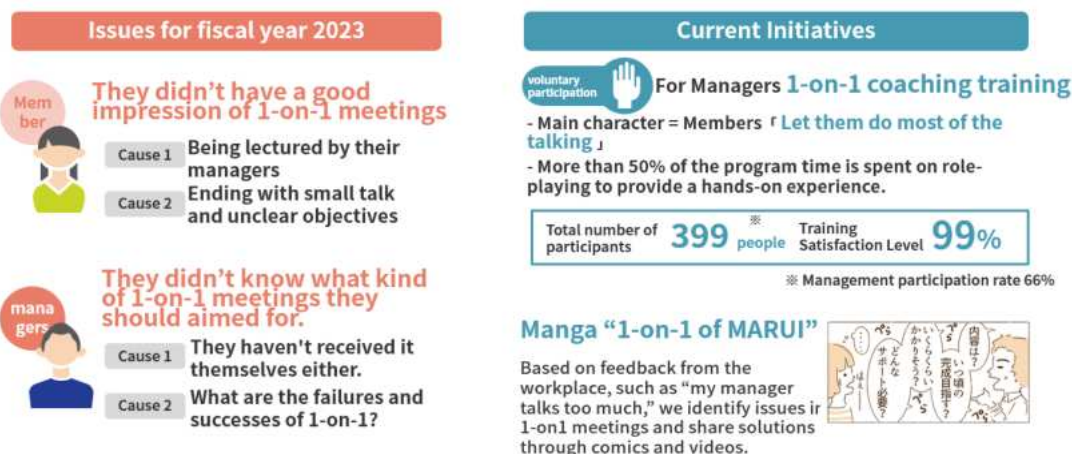 Issues for fiscal year 2023
Mem
ber
They didn't have a good
impression of 1-on-1 meetings
Cause 1
Being lectured by their
managers
Cause 2
Ending with small talk
and unclear objectives
mana
gers
They didn't know what kind
of 1-on-1 meetings they
should aimed for.
Cause 1
They haven't received it
themselves either.
Cause 2
What are the failures and
successes of 1-on-1?
Current Initiatives
voluntary
participation
For Managers 1-on-1 coaching training
- Main character = Members「Let them do most of the
talking」
- More than 50% of the program time is spent on role-
playing to provide a hands-on experience.
Total number of
participants
399 people
※
Training
Satisfaction Level
99%
※ Management participation rate 66%
Manga “1-on-1 of MARUI”
Based on feedback from the
workplace, such as “my manager
talks too much,” we identify issues ir
1-on1 meetings and share solutions
through comics and videos.
内容は?
いつ頃の
完成目指す?
いくらくらい
かかりそう?
どんな
サポート必要?
ぺら
ぺら
ぺら